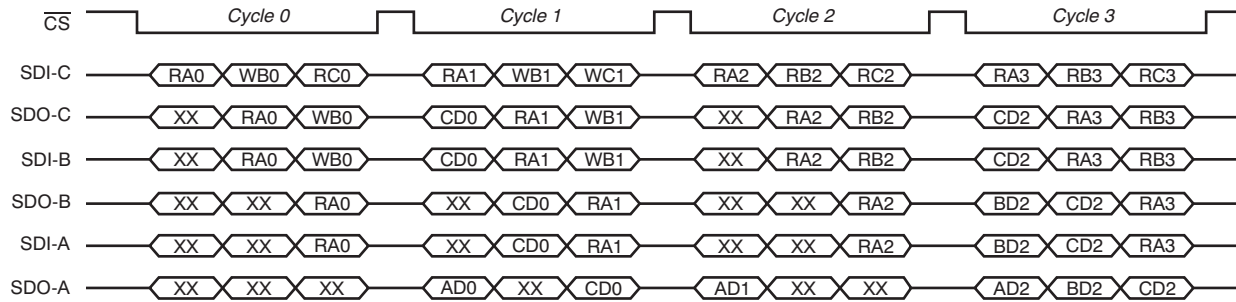 CS Cycle 0 Cycle 1 Cycle 2 Cycle 3
SDI-C RA0 WB0 RC0 RA1 WB1 WC1 RA2 RB2 RC2 RA3 RB3 RC3
SDO-C XX RA0 WB0 CD0 RA1 WB1 XX RA2 RB2 CD2 RA3 RB3
SDI-B XX RA0 WB0 CD0 RA1 WB1 XX RA2 RB2 CD2 RA3 RB3
SDO-B XX XX RA0 XX CD0 RA1 XX XX RA2 BD2 CD2 RA3
SDI-A XX XX RA0 XX CD0 RA1 XX XX RA2 BD2 CD2 RA3
SDO-A XX XX XX AD0 XX CD0 AD1 XX XX AD2 BD2 CD2